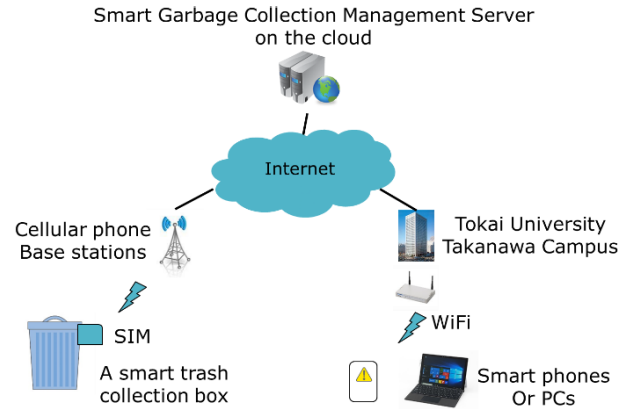 Smart Garbage Collection Management Server
on the cloud
Internet
Cellular phone
Base stations
Tokai University
Takanawa Campus
SIM
WiFi
A smart trash
collection box
Smart phones
Or PCs